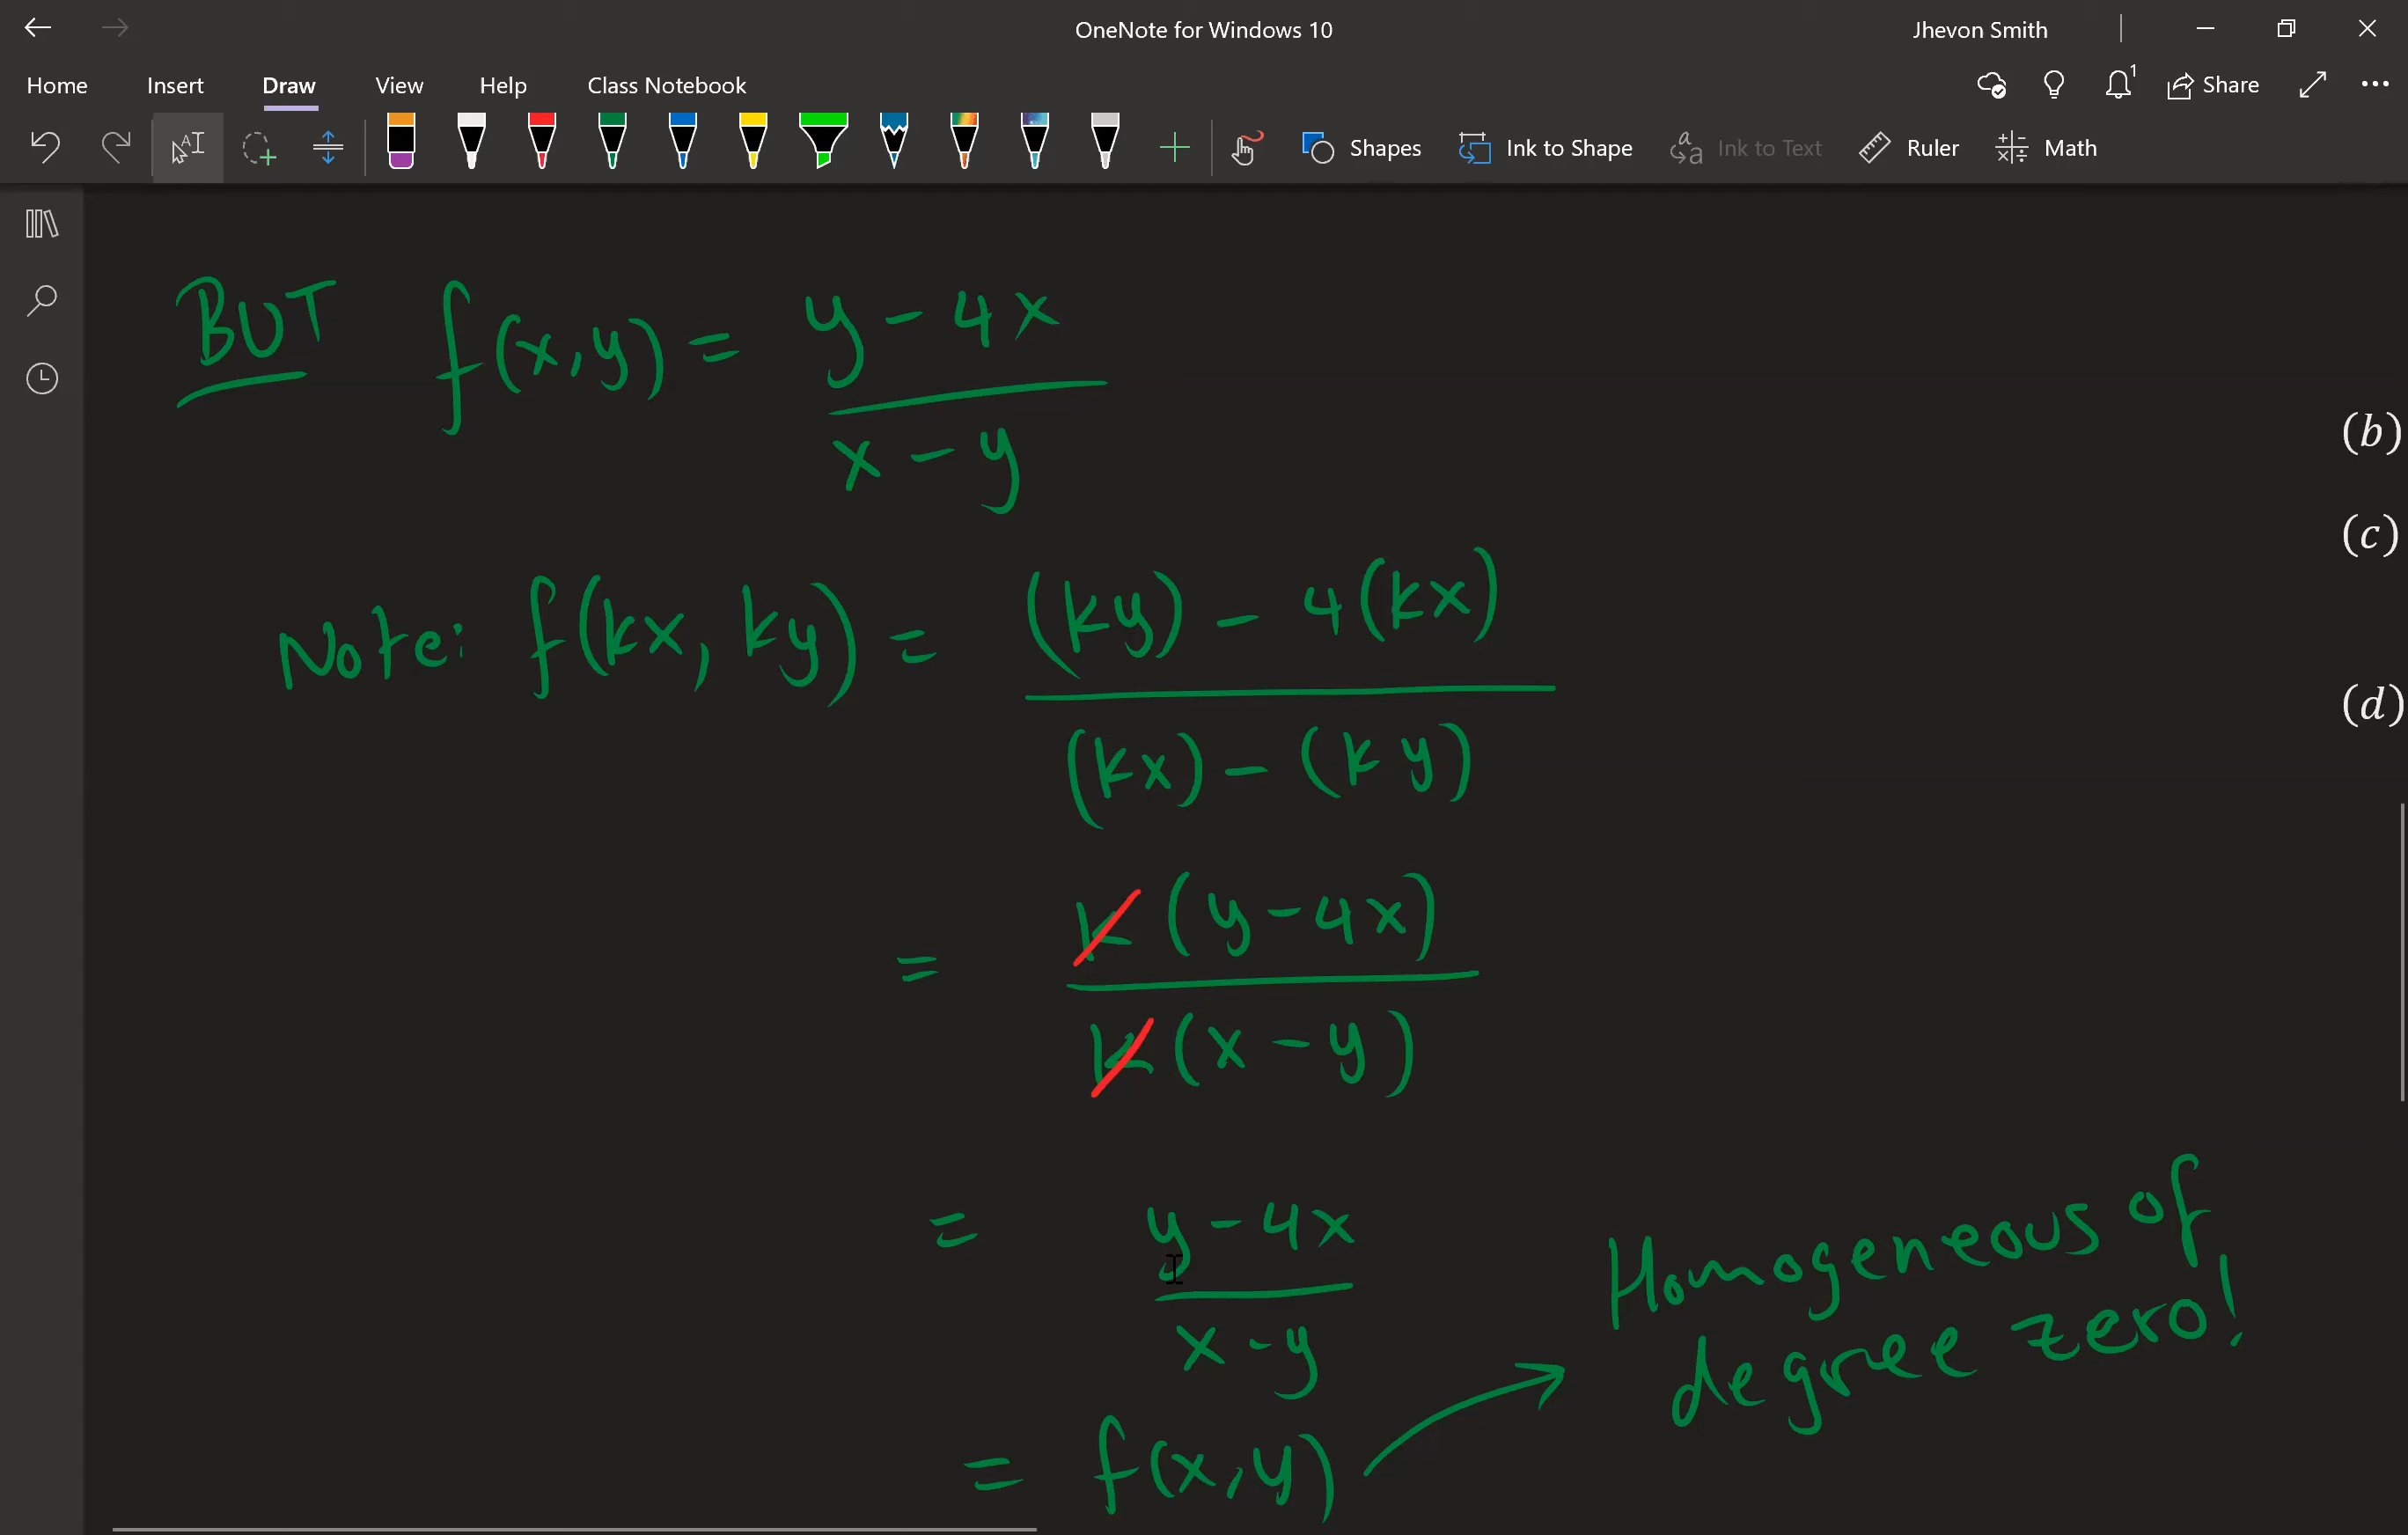 OneNote for Windows 10
Jhevon Smith
Home Insert Draw View Help Class Notebook
1 Share
Shapes Ink to Shape Ink to Text Ruler Math
BUT f(x,y) = y - 4x
x - y
(b)
(c)
Note: f(kx, ky) = (ky) - 4(kx)
(kx) - (ky)
(d)
= k(y - 4x)
k(x - y)
= y - 4x
x - y
= f(x,y)
Homogeneous of
degree zero!